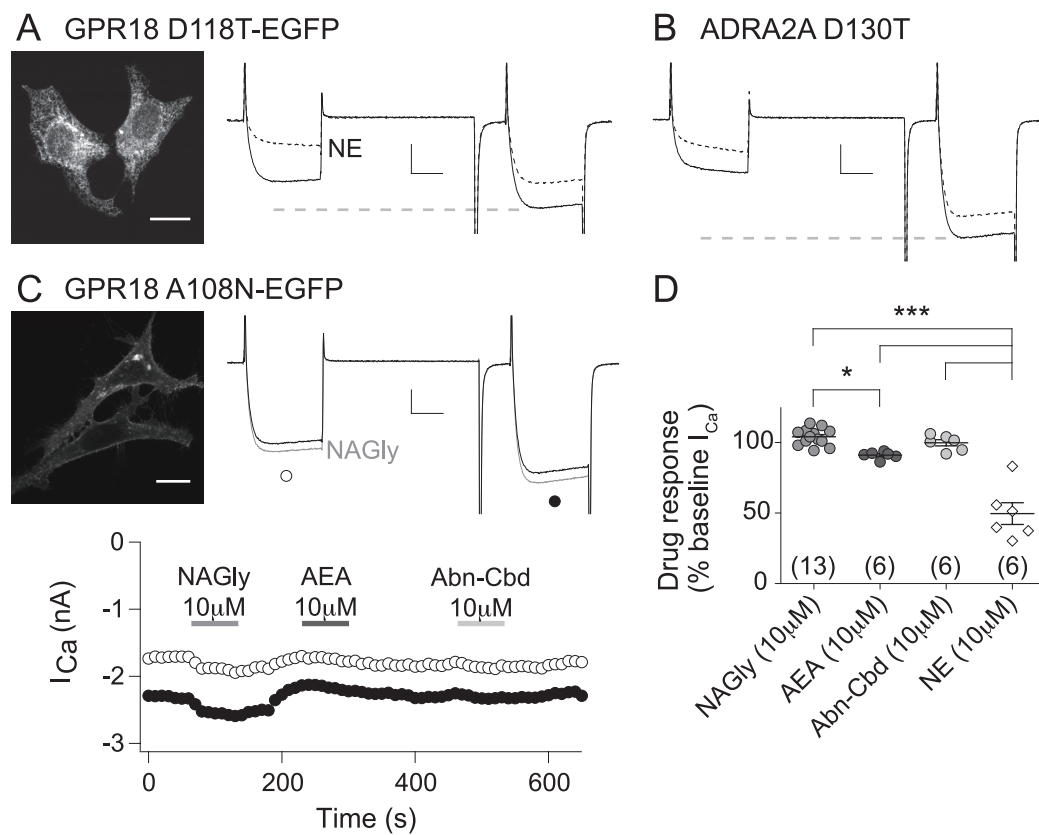 A GPR18 D118T-EGFP
NE
B ADRA2A D130T
C GPR18 A108N-EGFP
NAGly
0
-1
-2
-3
ICa (nA)
NAGly
10µM
AEA
10µM
Abn-Cbd
10µM
0 200 400 600
Time (s)
D
***
*
Drug response
(% baseline ICa)
100
50
0
(13) (6) (6) (6)
NAGly (10µM)
AEA (10µM)
Abn-Cbd (10µM)
NE (10µM)